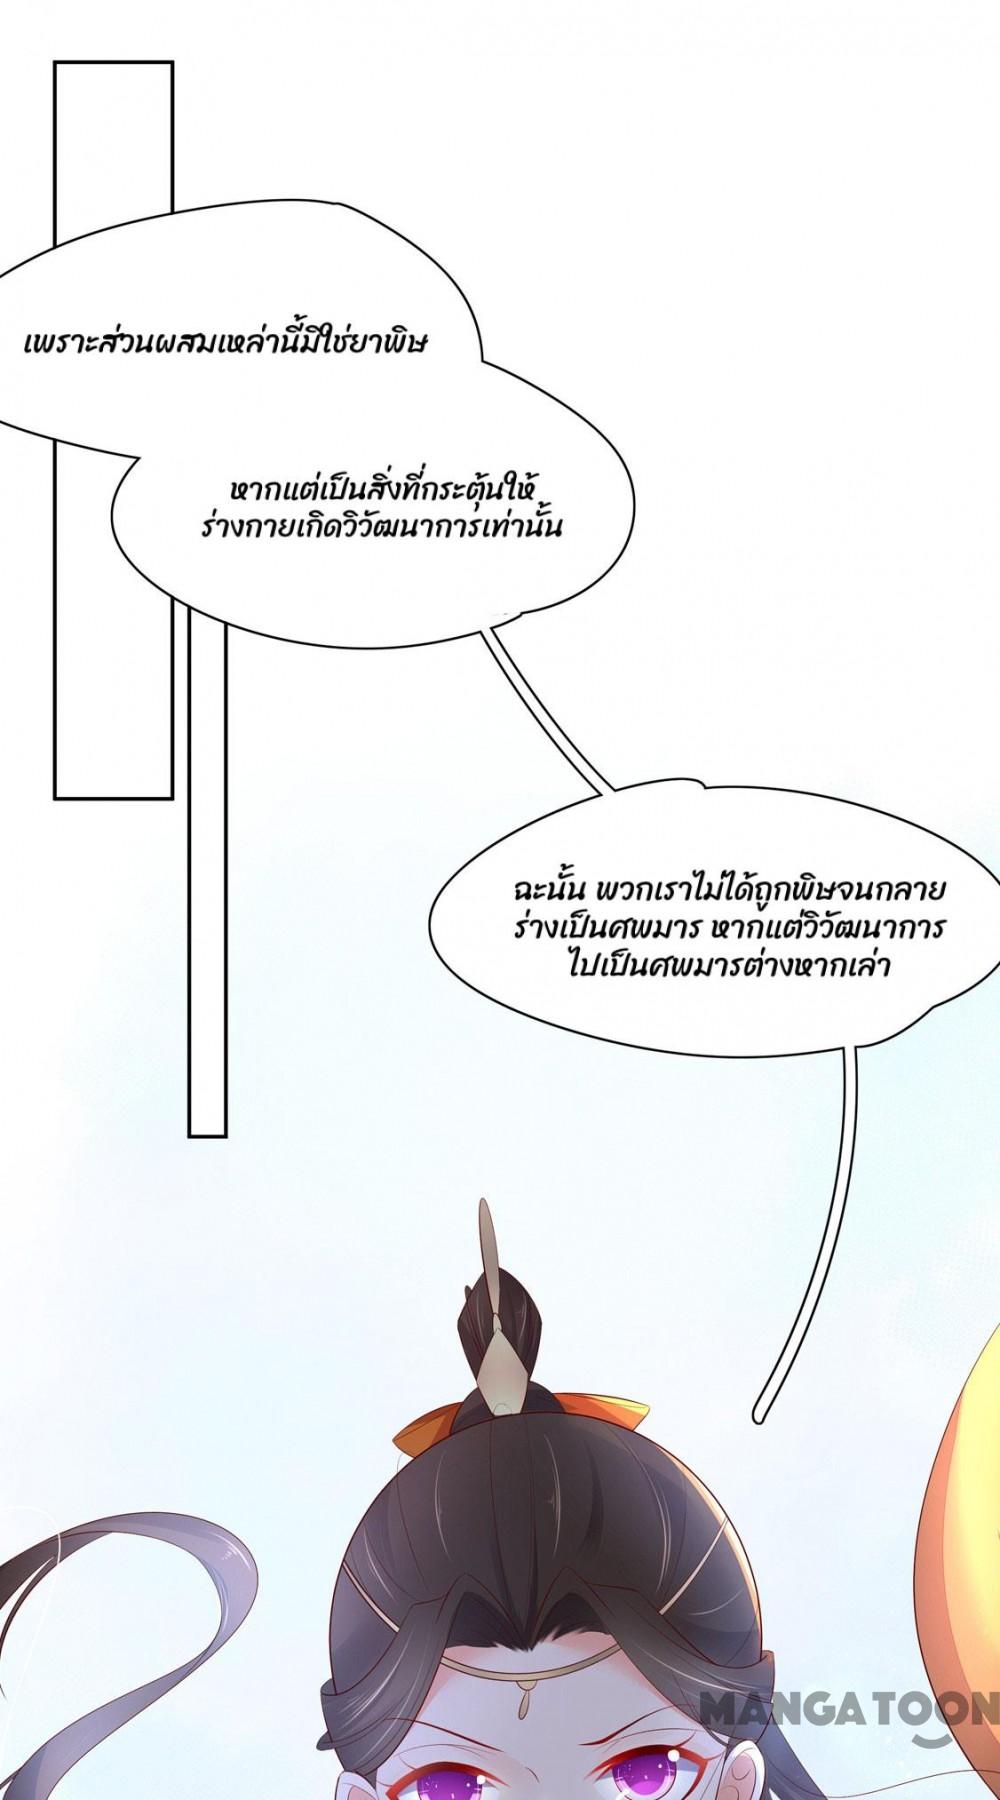 เพราะส่วนผสมเหล่านี้มิใช่ยาพิษ
หากแต่เป็นสิ่งที่กระตุ้นให้
ร่างกายเกิดวิวัฒนาการเท่านั้น
ฉะนั้น พวกเราไม่ได้ถูกพิษจนกลาย
ร่างเป็นศพมาร หากแต่วิวัฒนาการ
ไปเป็นศพมารต่างหากเล่า
MANGATOON